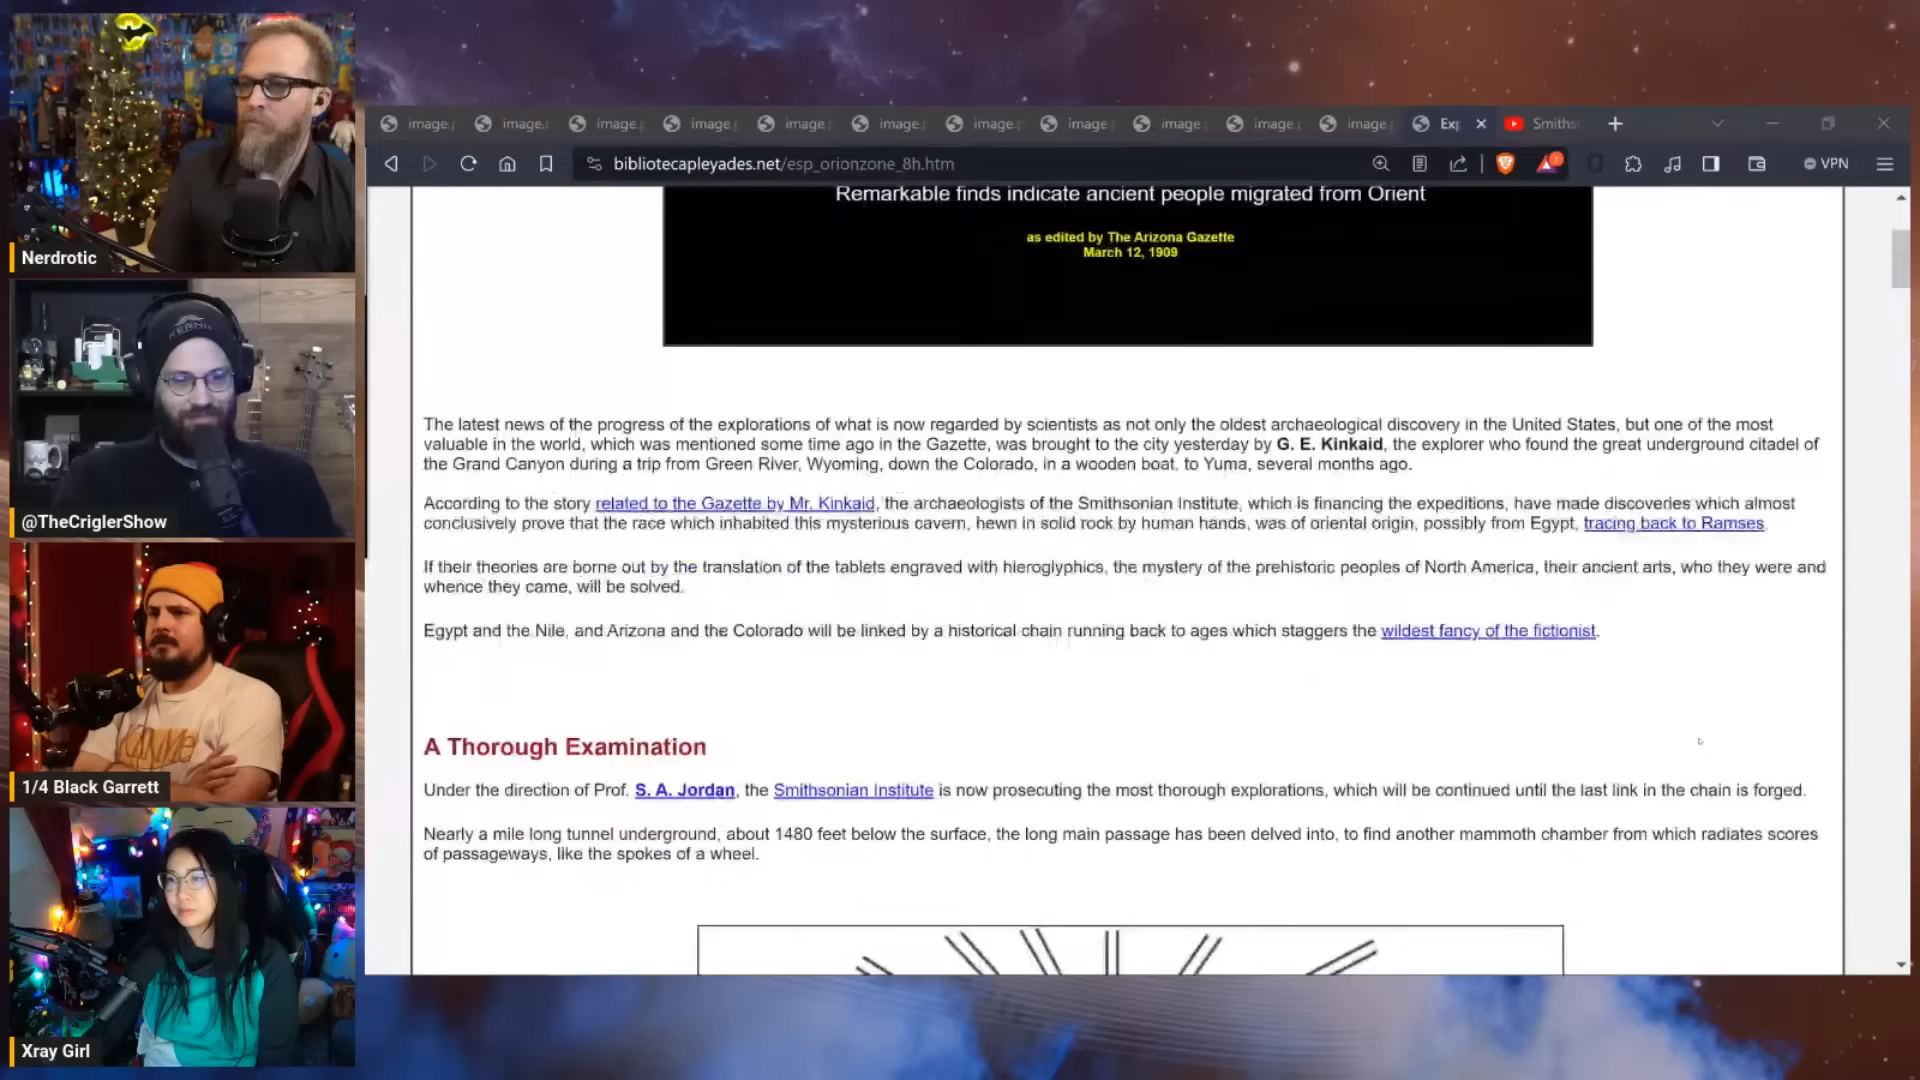 Nerdrotic
@TheCriglerShow
1/4 Black Garrett
Xray Girl
image.
image.
image.
image.
image.
image.
image.
image.
image.
image.
image.
Exp
Smiths
bibliotecapleyades.net/esp_orionzone_8h.htm
VPN
Remarkable finds indicate ancient people migrated from Orient
as edited by The Arizona Gazette
March 12, 1909
The latest news of the progress of the explorations of what is now regarded by scientists as not only the oldest archaeological discovery in the United States, but one of the most
valuable in the world, which was mentioned some time ago in the Gazette, was brought to the city yesterday by G. E. Kinkaid, the explorer who found the great underground citadel of
the Grand Canyon during a trip from Green River, Wyoming, down the Colorado, in a wooden boat, to Yuma, several months ago.
According to the story related to the Gazette by Mr. Kinkaid, the archaeologists of the Smithsonian Institute, which is financing the expeditions, have made discoveries which almost
conclusively prove that the race which inhabited this mysterious cavern, hewn in solid rock by human hands, was of oriental origin, possibly from Egypt, tracing back to Ramses.
If their theories are borne out by the translation of the tablets engraved with hieroglyphics, the mystery of the prehistoric peoples of North America, their ancient arts, who they were and
whence they came, will be solved.
Egypt and the Nile, and Arizona and the Colorado will be linked by a historical chain running back to ages which staggers the wildest fancy of the fictionist.
A Thorough Examination
Under the direction of Prof. S. A. Jordan, the Smithsonian Institute is now prosecuting the most thorough explorations, which will be continued until the last link in the chain is forged.
Nearly a mile long tunnel underground, about 1480 feet below the surface, the long main passage has been delved into, to find another mammoth chamber from which radiates scores
of passageways, like the spokes of a wheel.